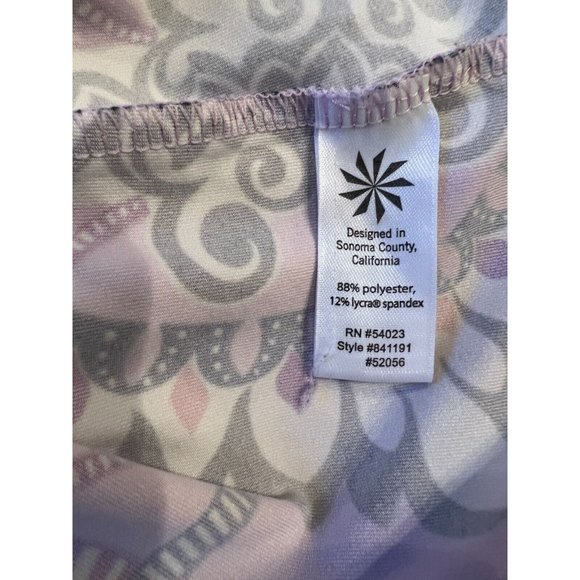 Designed in
Sonoma County,
California
88% polyester,
12% lycra® spandex
RN #54023
Style #841191
#52056